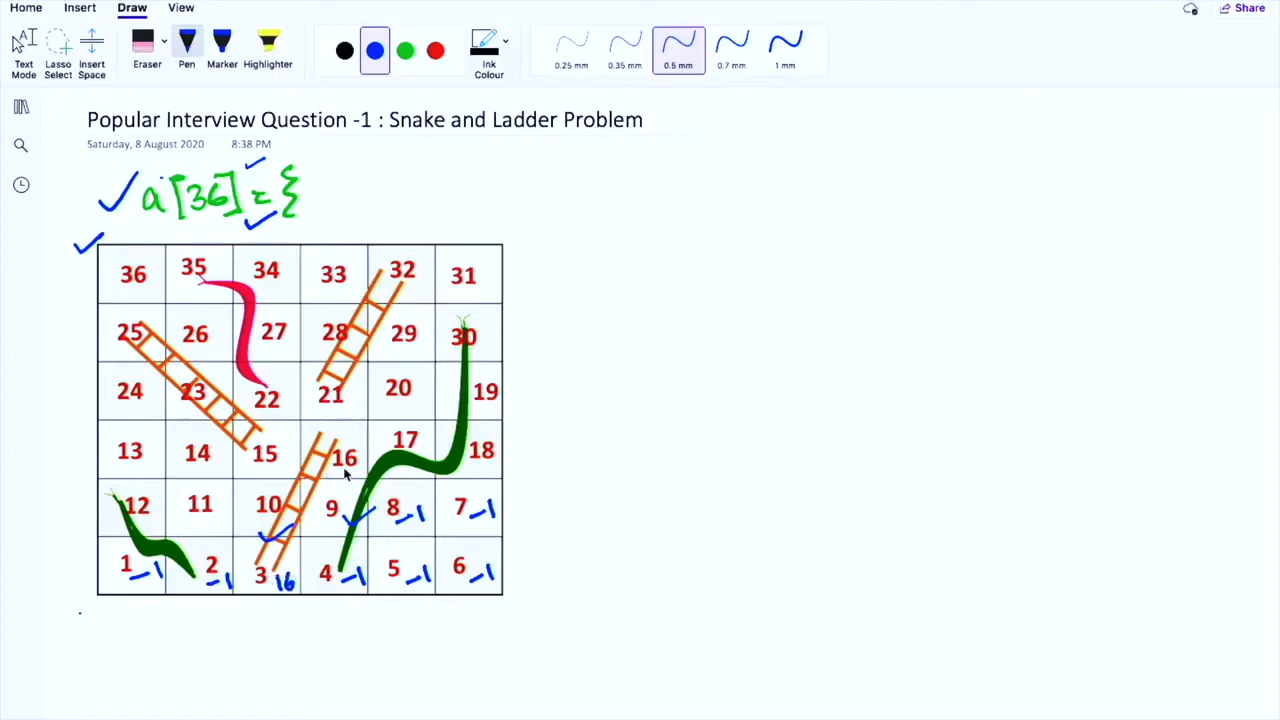 Home Insert Draw View Share
Text Mode Lasso Select Insert Space Eraser Pen Marker Highlighter Ink Colour 0.25 mm 0.35 mm 0.5 mm 0.7 mm 1 mm
Popular Interview Question -1 : Snake and Ladder Problem
Saturday, 8 August 2020 8:38 PM
a[36] = {
36 35 34 33 32 31
25 26 27 28 29 30
24 23 22 21 20 19
13 14 15 16 17 18
12 11 10 9 8 -1 7 -1
1 -1 2 -1 3 16 4 -1 5 -1 6 -1